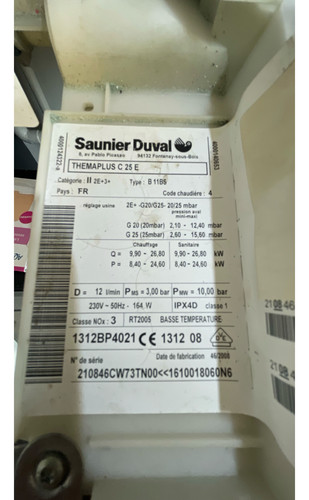 Saunier Duval
8, av Pablo Picasso 94132 Fontenay-sous-Bois
THEMAPLUS C 25 E
Catégorie : II 2E+3+ Type : B 11BS
Pays : FR Code chaudière : 4
réglage usine 2E+ -G20/G25- 20/25 mbar
pression aval
mini-maxi
G 20 (20mbar) 2,10 - 12,40 mbar
G 25 (25mbar) 2,60 - 15,60 mbar
Chauffage Sanitaire
Q = 9,90 - 26,80 9,90 - 26,80 kW
P = 8,40 - 24,60 8,40 - 24,60 kW
D = 12 l/min PMS = 3,00 bar PMW = 10,00 bar
230V ~ 50Hz - 164 W IPX4D classe 1
Classe NOx : 3 RT2005 BASSE TEMPERATURE
1312BP4021 CE 1312 08
N° de série Date de fabrication 46/2008
210846CW73TN00<<1610018060N6